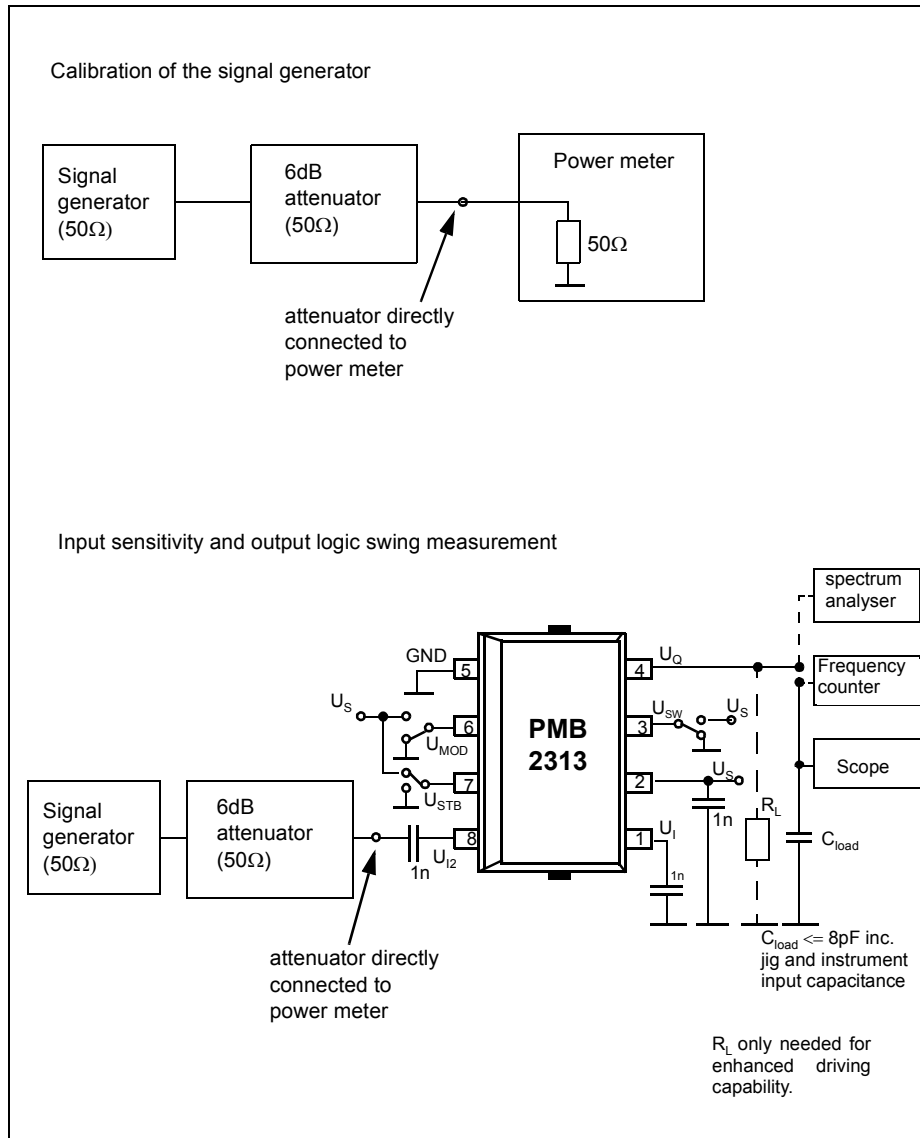 Calibration of the signal generator
Signal
generator
(50Ω)
6dB
attenuator
(50Ω)
Power meter
50Ω
attenuator directly
connected to
power meter
Input sensitivity and output logic swing measurement
spectrum
analyser
Frequency
counter
Scope
GND
5
U_S
6
U_MOD
7
U_STB
8
U_I2
1n
PMB
2313
U_Q
4
U_SW
3
U_S
2
U_S
1n
1
U_I
1n
R_L
C_load
Signal
generator
(50Ω)
6dB
attenuator
(50Ω)
attenuator directly
connected to
power meter
C_load <= 8pF inc.
jig and instrument
input capacitance
R_L only needed for
enhanced driving
capability.